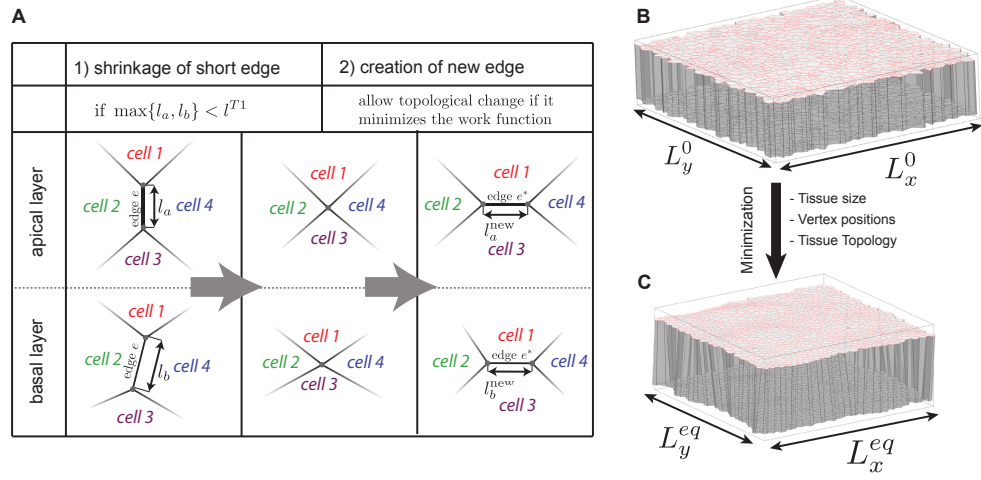 A
1) shrinkage of short edge
2) creation of new edge
if max{l_a, l_b} < l^{T1}
allow topological change if it
minimizes the work function
apical layer
cell 1
cell 2
edge e
l_a
cell 4
cell 3
cell 1
cell 2
cell 4
cell 3
cell 1
cell 2
edge e*
cell 4
l_a^{new}
cell 3
basal layer
cell 1
cell 2
edge e
l_b
cell 4
cell 3
cell 1
cell 2
cell 4
cell 3
cell 1
cell 2
edge e*
cell 4
l_b^{new}
cell 3
B
L_y^0
L_x^0
Minimization
- Tissue size
- Vertex positions
- Tissue Topology
C
L_y^{eq}
L_x^{eq}